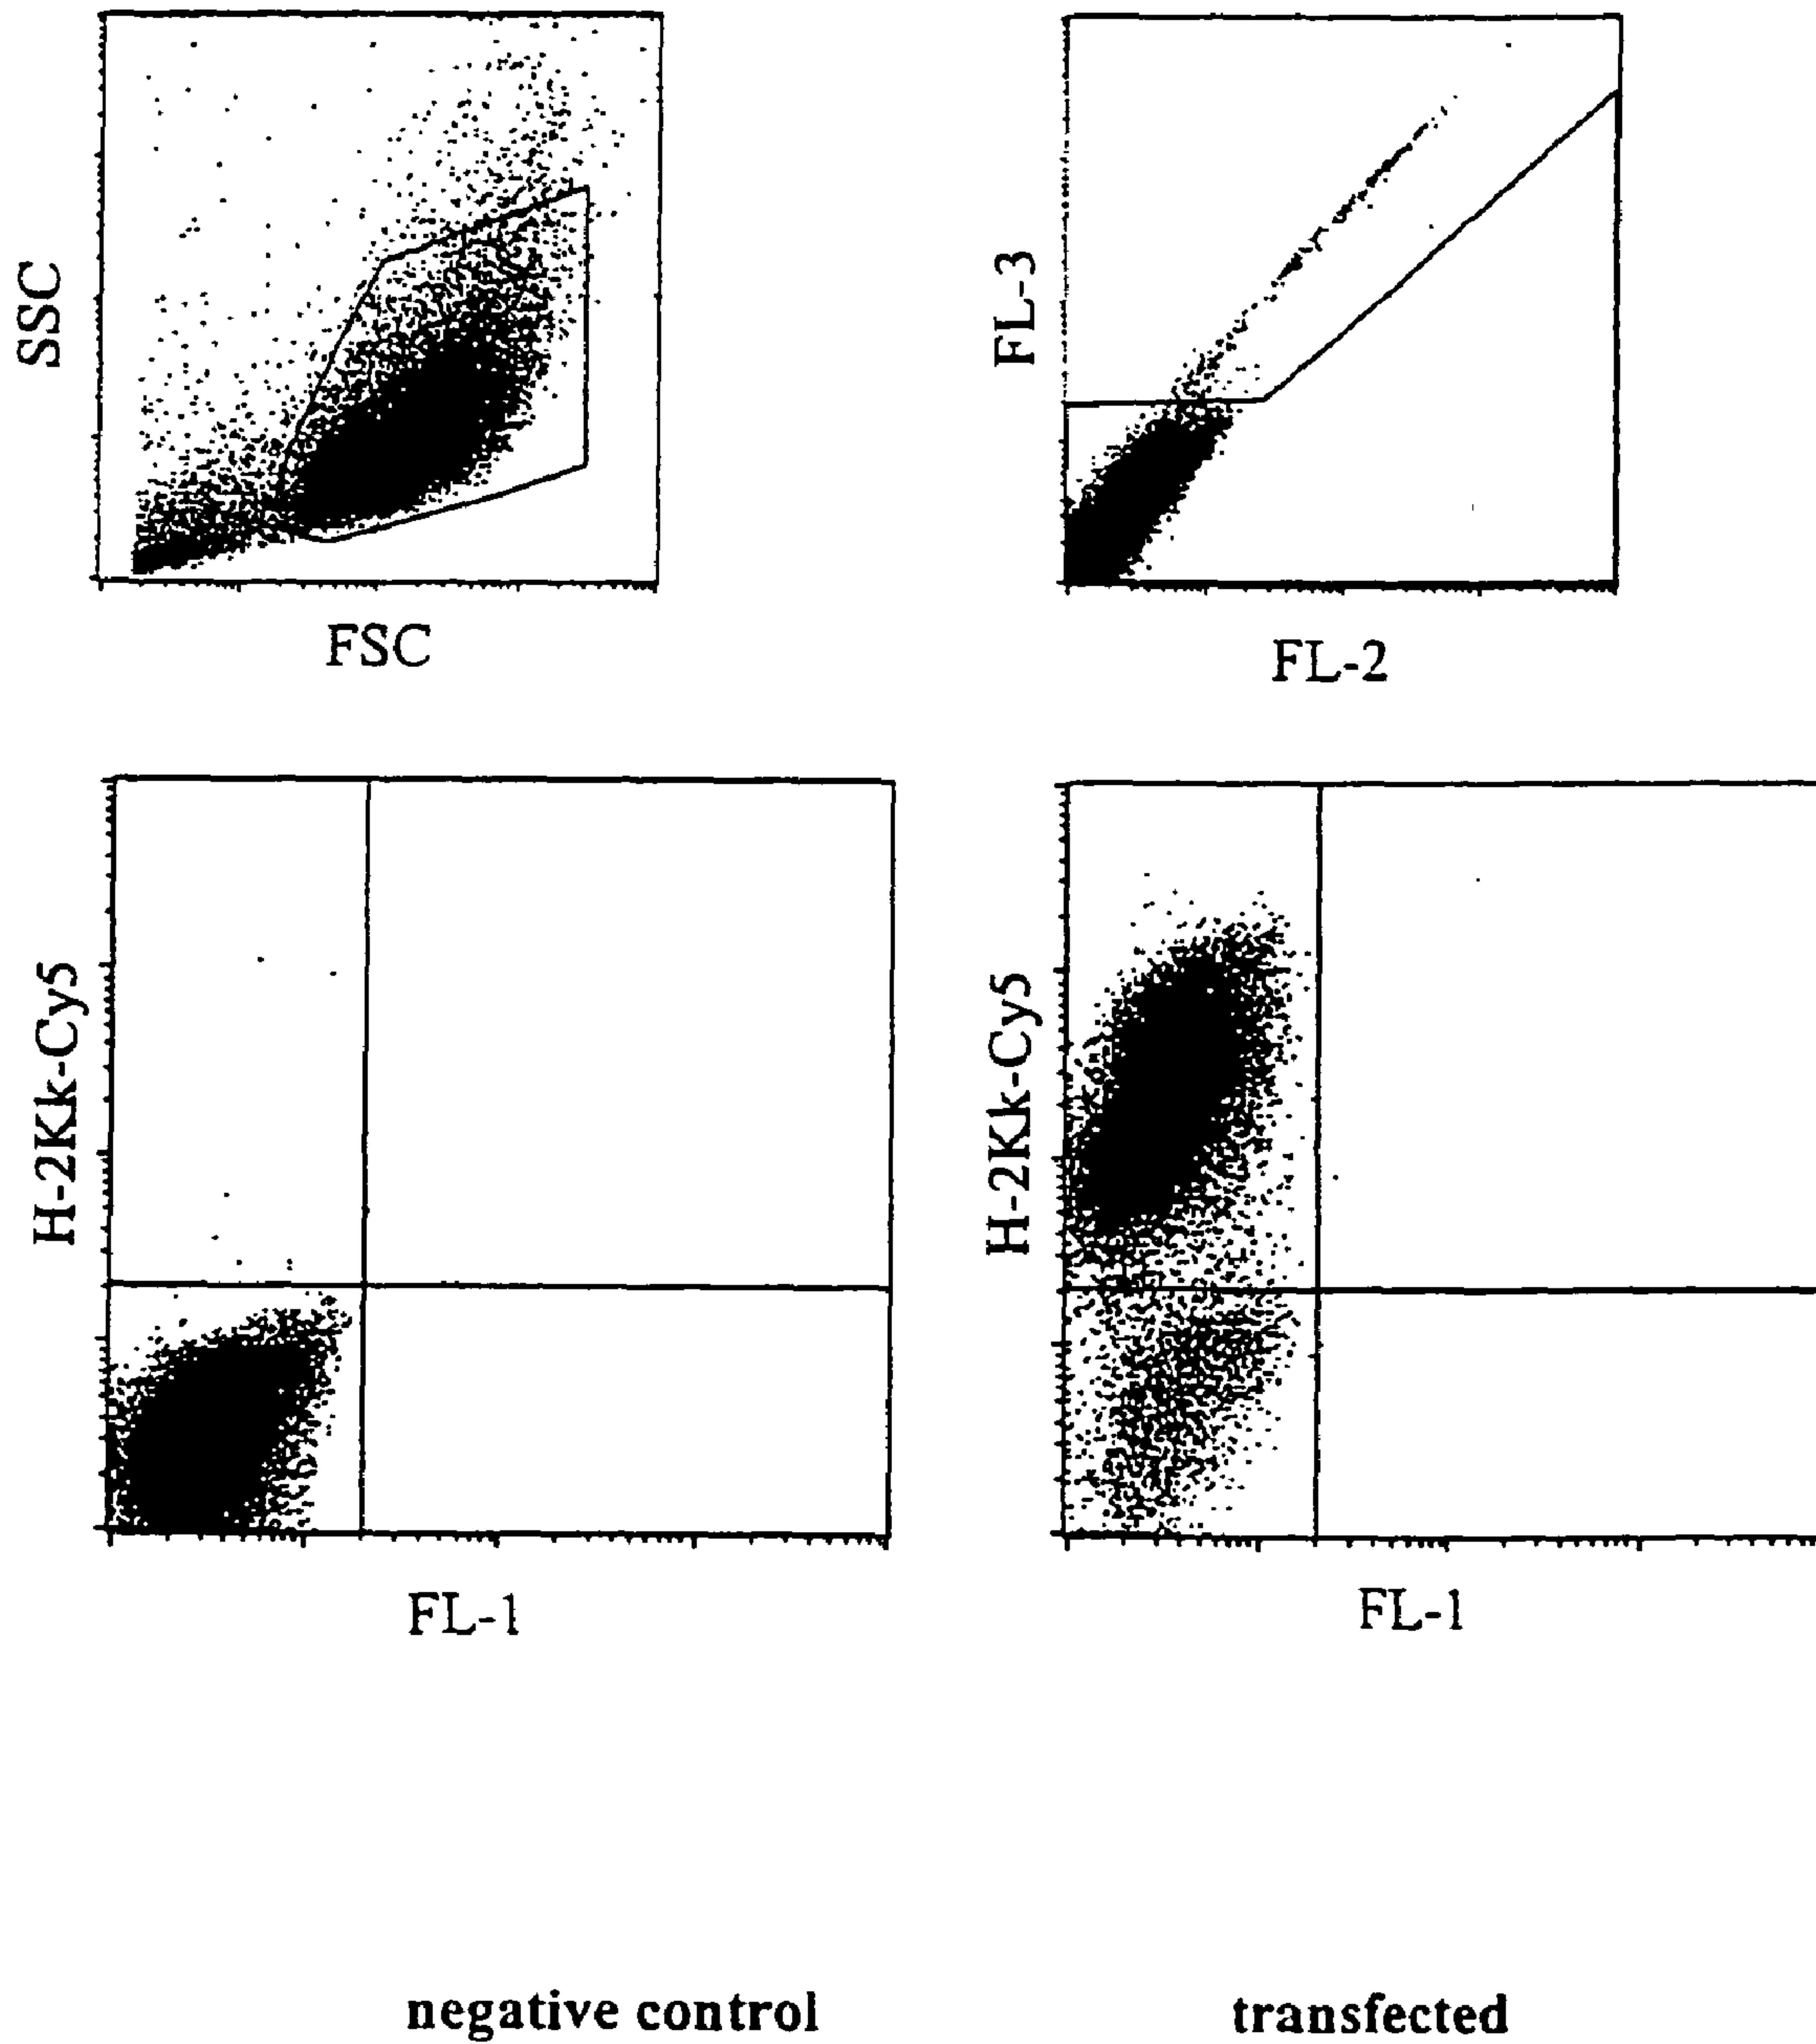 SSC
FSC
FL-3
FL-2
H-2Kk-Cy5
FL-1
H-2Kk-Cy5
FL-1
negative control
transfected